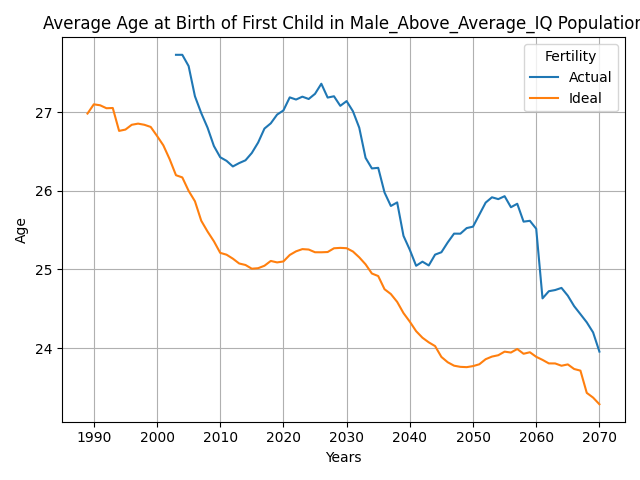 Average Age at Birth of First Child in Male_Above_Average_IQ Population
Fertility
Actual
Ideal
Age
27
26
25
24
1990 2000 2010 2020 2030 2040 2050 2060 2070
Years